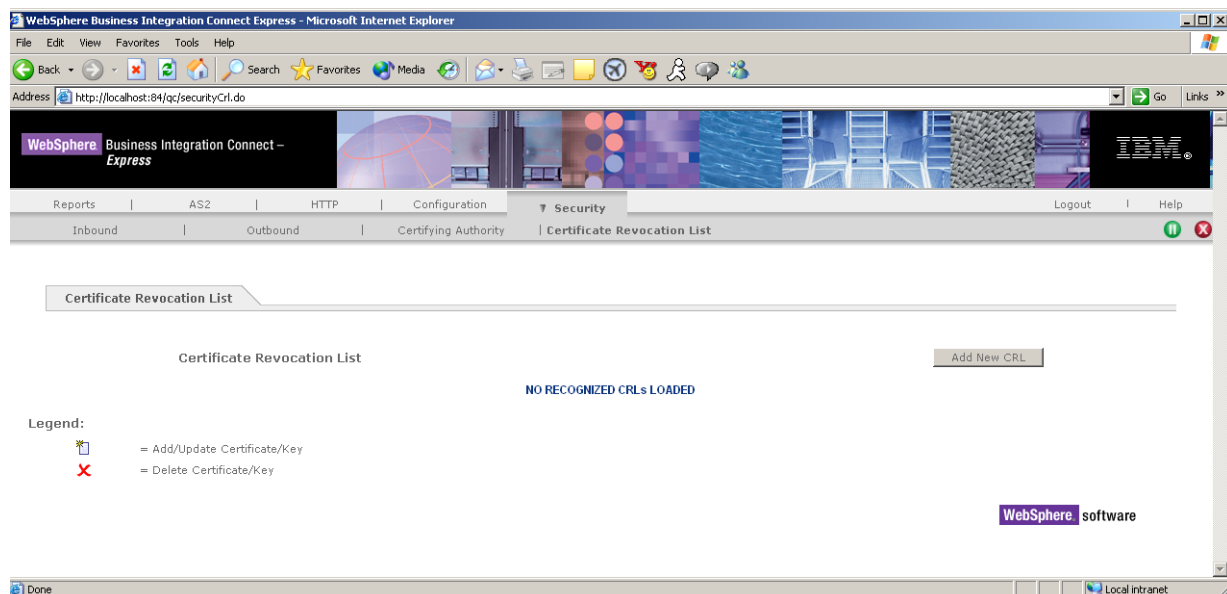 WebSphere Business Integration Connect Express - Microsoft Internet Explorer
File Edit View Favorites Tools Help
Back Search Favorites Media
Address http://localhost:84/qc/securityCrl.do Go Links »
WebSphere. Business Integration Connect –
Express
IBM®
Reports | AS2 | HTTP | Configuration Security Logout | Help
Inbound | Outbound | Certifying Authority | Certificate Revocation List
Certificate Revocation List
Certificate Revocation List Add New CRL
NO RECOGNIZED CRLs LOADED
Legend:
= Add/Update Certificate/Key
= Delete Certificate/Key
WebSphere. software
Done Local intranet